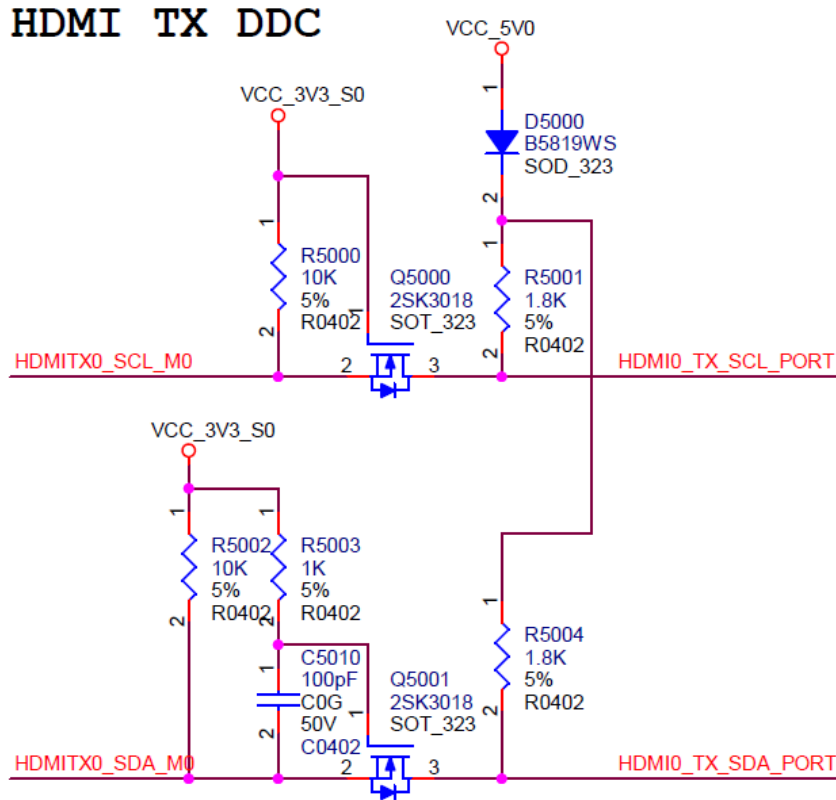 HDMI TX DDC
VCC_5V0
VCC_3V3_S0
1
D5000
B5819WS
SOD_323
2
1
R5000
10K
5%
R0402
2
Q5000
2SK3018
SOT_323
1
1
R5001
1.8K
5%
R0402
2
HDMITX0_SCL_M0
2
3
HDMI0_TX_SCL_PORT
VCC_3V3_S0
1
R5002
10K
5%
R0402
2
1
R5003
1K
5%
R0402
2
1
R5004
1.8K
5%
R0402
2
1
C5010
100pF
C0G
50V
C0402
2
Q5001
2SK3018
SOT_323
1
HDMITX0_SDA_M0
2
3
HDMI0_TX_SDA_PORT